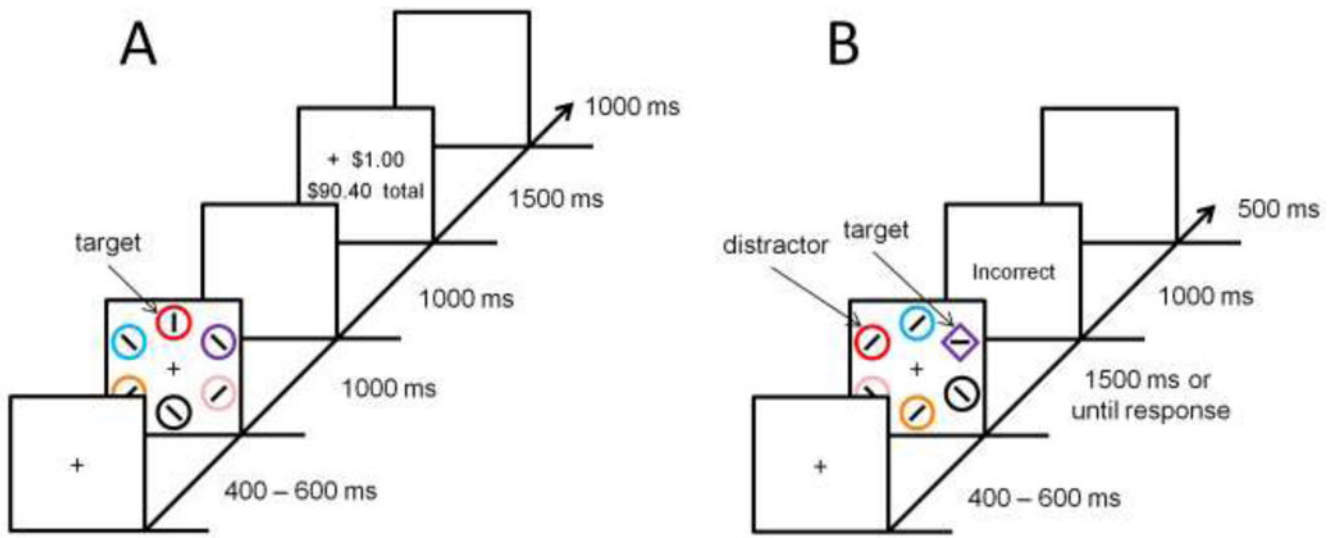 A
1000 ms
+ $1.00
$90.40 total
1500 ms
target
1000 ms
+
1000 ms
+
400 – 600 ms
B
500 ms
distractor
target
Incorrect
1000 ms
+
1500 ms or
until response
+
400 – 600 ms